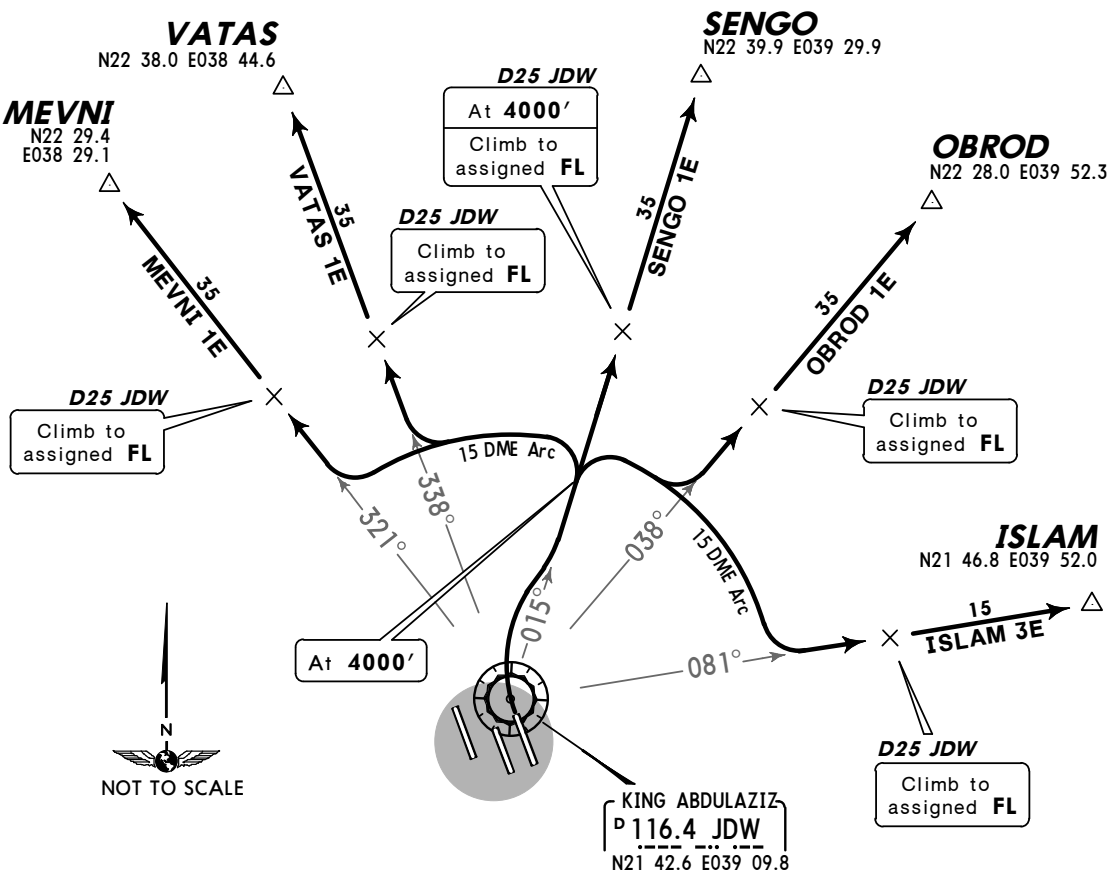 VATAS
N22 38.0 E038 44.6
SENGO
N22 39.9 E039 29.9
MEVNI
N22 29.4
E038 29.1
D25 JDW
At 4000'
Climb to
assigned FL
OBROD
N22 28.0 E039 52.3
35
VATAS 1E
35
SENGO 1E
D25 JDW
Climb to
assigned FL
35
MEVNI 1E
35
OBROD 1E
D25 JDW
Climb to
assigned FL
D25 JDW
Climb to
assigned FL
15 DME Arc
321°
338°
038°
15 DME Arc
ISLAM
N21 46.8 E039 52.0
15
ISLAM 3E
015°
081°
At 4000'
N
NOT TO SCALE
D25 JDW
Climb to
assigned FL
KING ABDULAZIZ
D 116.4 JDW
N21 42.6 E039 09.8